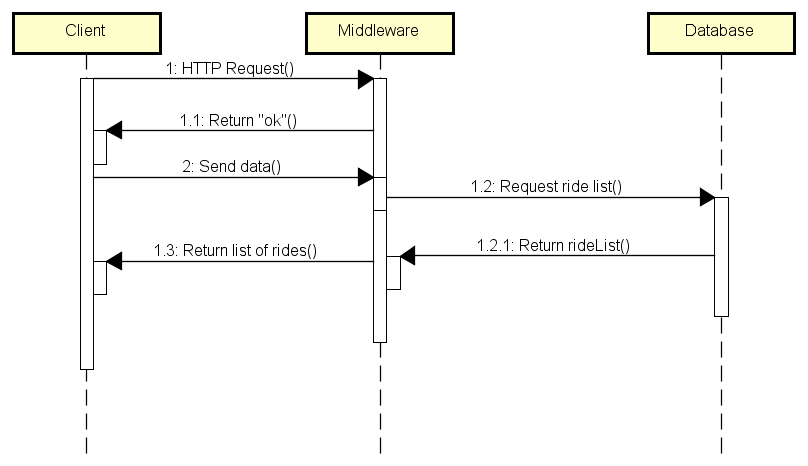 Client
Middleware
Database
1: HTTP Request()
1.1: Return "ok"()
2: Send data()
1.2: Request ride list()
1.2.1: Return rideList()
1.3: Return list of rides()